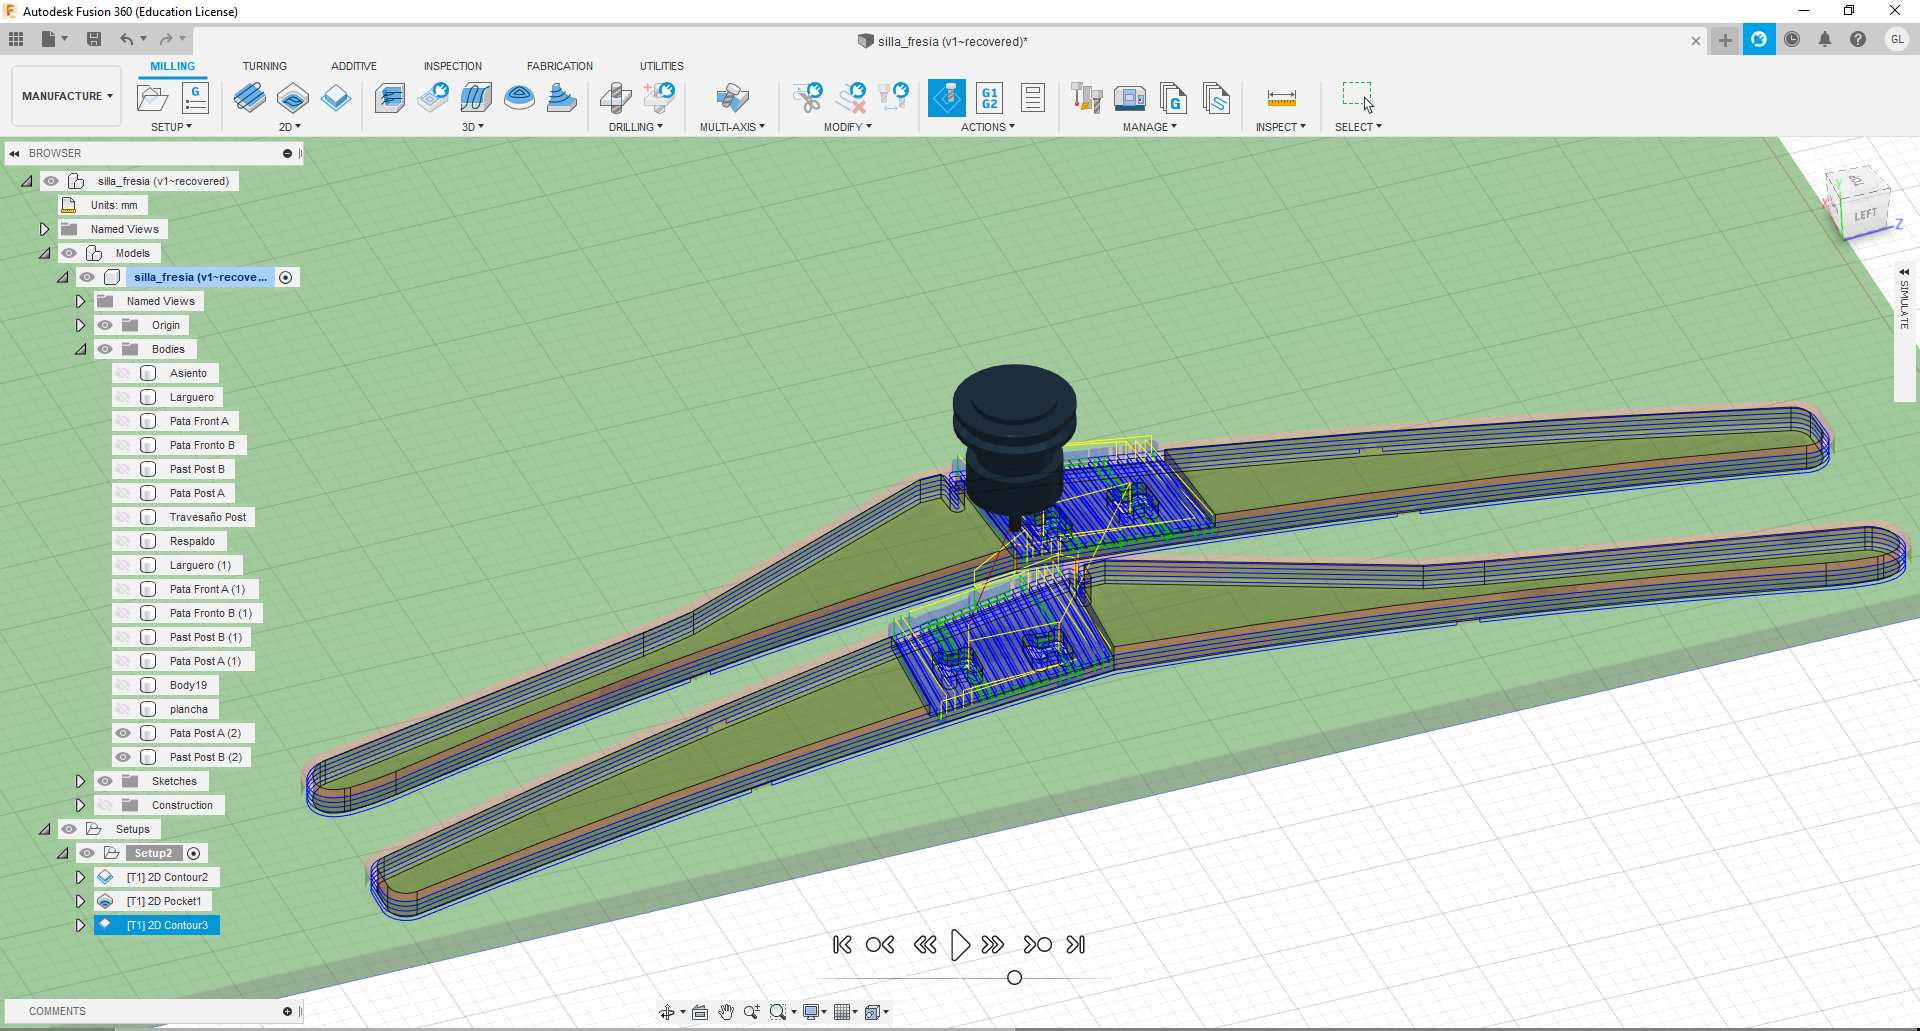 Autodesk Fusion 360 (Education License)
silla_fresia (v1~recovered)*
GL
MANUFACTURE
MILLING
TURNING
ADDITIVE
INSPECTION
FABRICATION
UTILITIES
G
G1
G2
G
SETUP
2D
3D
DRILLING
MULTI-AXIS
MODIFY
ACTIONS
MANAGE
INSPECT
SELECT
BROWSER
silla_fresia (v1~recovered)
Units: mm
Named Views
Models
silla_fresia (v1~recove...
Named Views
Origin
Bodies
Asiento
Larguero
Pata Front A
Pata Fronto B
Past Post B
Pata Post A
Travesaño Post
Respaldo
Larguero (1)
Pata Front A (1)
Pata Fronto B (1)
Past Post B (1)
Pata Post A (1)
Body19
plancha
Pata Post A (2)
Past Post B (2)
Sketches
Construction
Setups
Setup2
[T1] 2D Contour2
[T1] 2D Pocket1
[T1] 2D Contour3
TOP
LEFT
X
Y
Z
SIMULATE
COMMENTS